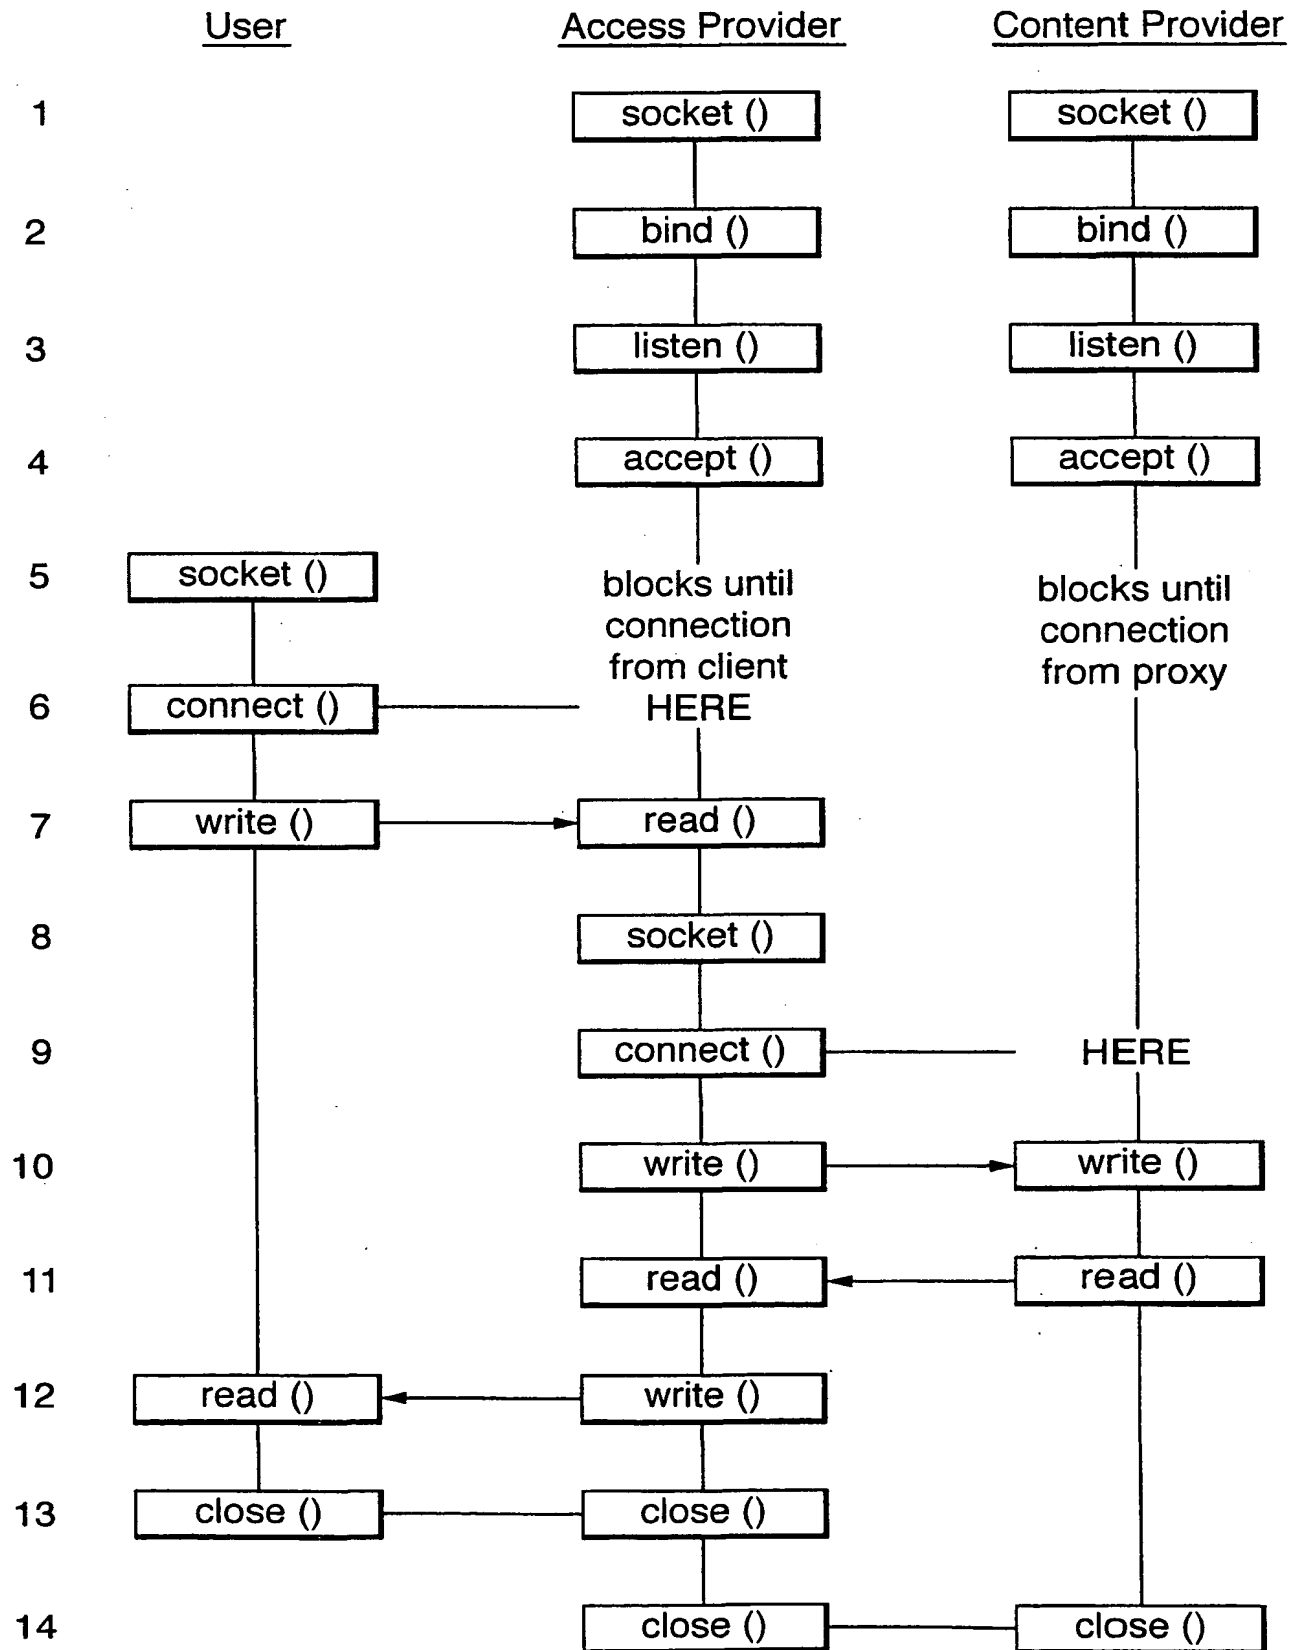 User Access Provider Content Provider
1 socket () socket ()
2 bind () bind ()
3 listen () listen ()
4 accept () accept ()
5 socket ()
blocks until
connection
from client
HERE
blocks until
connection
from proxy
6 connect ()
7 write () read ()
8 socket ()
9 connect () HERE
10 write () write ()
11 read () read ()
12 read () write ()
13 close () close ()
14 close () close ()